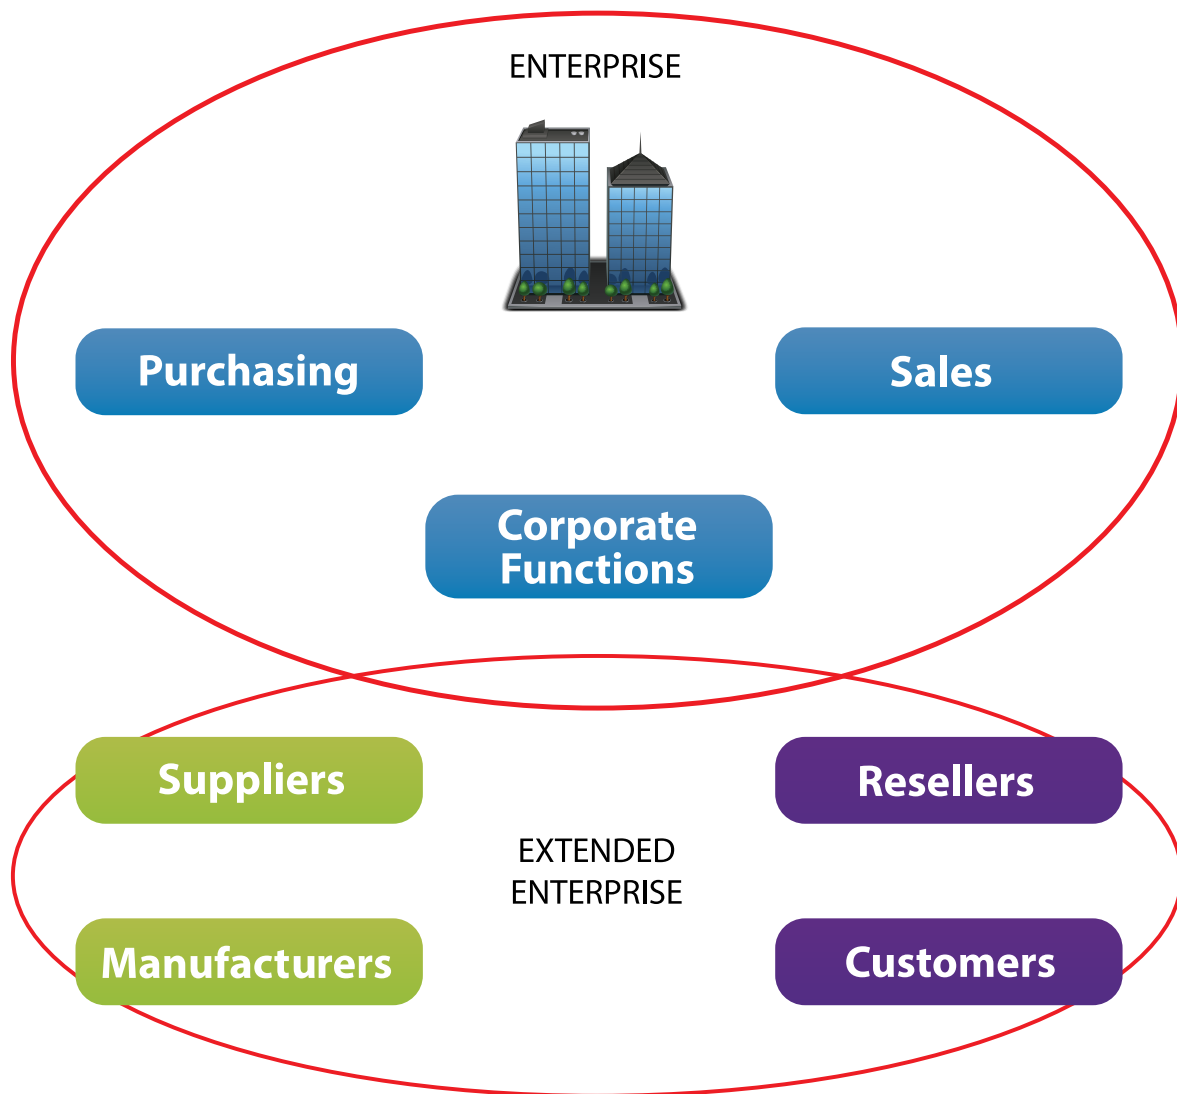 ENTERPRISE
Purchasing
Sales
Corporate
Functions
Suppliers
Resellers
EXTENDED
ENTERPRISE
Manufacturers
Customers